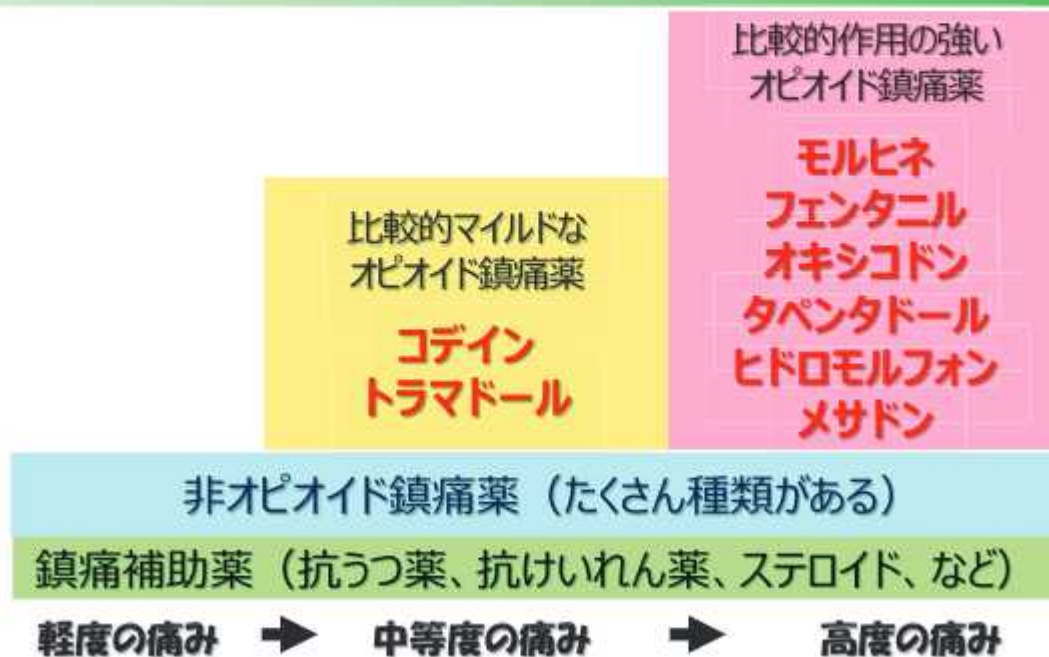 比較的作用の強い
オピオイド鎮痛薬
モルヒネ
フェンタニル
オキシコドン
タペンタドール
ヒドロモルフォン
メサドン
比較的マイルドな
オピオイド鎮痛薬
コデイン
トラマドール
非オピオイド鎮痛薬（たくさん種類がある）
鎮痛補助薬（抗うつ薬、抗けいれん薬、ステロイド、など）
軽度の痛み ➡ 中等度の痛み ➡ 高度の痛み